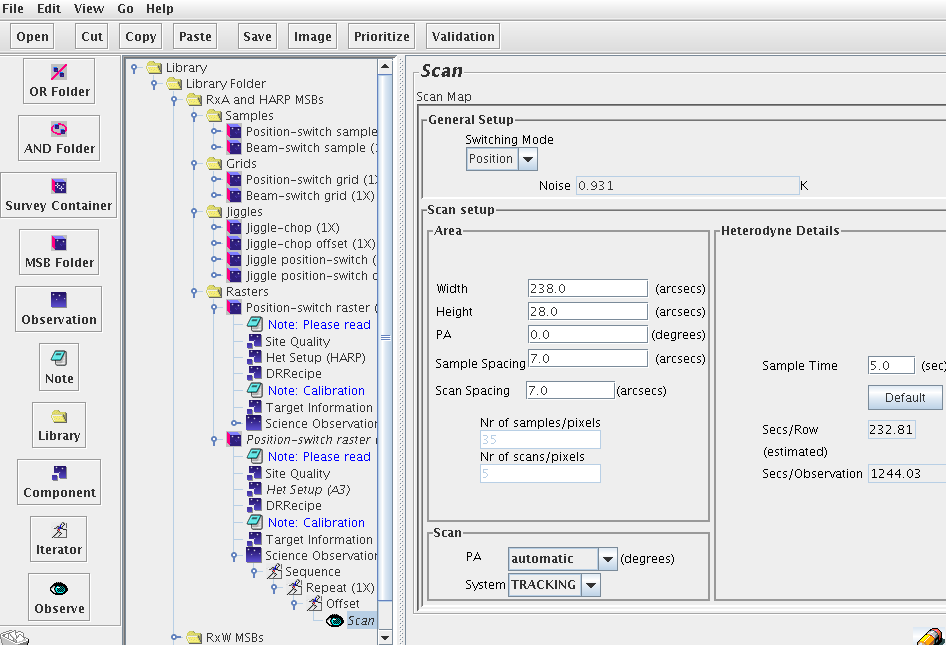 File Edit View Go Help
Open Cut Copy Paste Save Image Prioritize Validation
OR Folder
AND Folder
Survey Container
MSB Folder
Observation
Note
Library
Component
Iterator
Observe
Library
Library Folder
RxA and HARP MSBs
Samples
Position-switch sample
Beam-switch sample (
Grids
Position-switch grid (1X
Beam-switch grid (1X)
Jiggles
Jiggle-chop (1X)
Jiggle-chop offset (1X)
Jiggle position-switch (
Jiggle position-switch
Rasters
Position-switch raster (
Note: Please read
Site Quality
Het Setup (HARP)
DRRecipe
Note: Calibration
Target Information
Science Observation
Position-switch raster
Note: Please read
Site Quality
Het Setup (A3)
DRRecipe
Note: Calibration
Target Information
Science Observation
Sequence
Repeat (1X)
Offset
Scan
RxW MSBs
Scan
Scan Map
General Setup
Switching Mode
Position
Noise 0.931 K
Scan setup
Area
Width 238.0 (arcsecs)
Height 28.0 (arcsecs)
PA 0.0 (degrees)
Sample Spacing 7.0 (arcsecs)
Scan Spacing 7.0 (arcsecs)
Nr of samples/pixels
35
Nr of scans/pixels
5
Heterodyne Details
Sample Time 5.0 (sec
Default
Secs/Row 232.81
(estimated)
Secs/Observation 1244.03
Scan
PA automatic (degrees)
System TRACKING